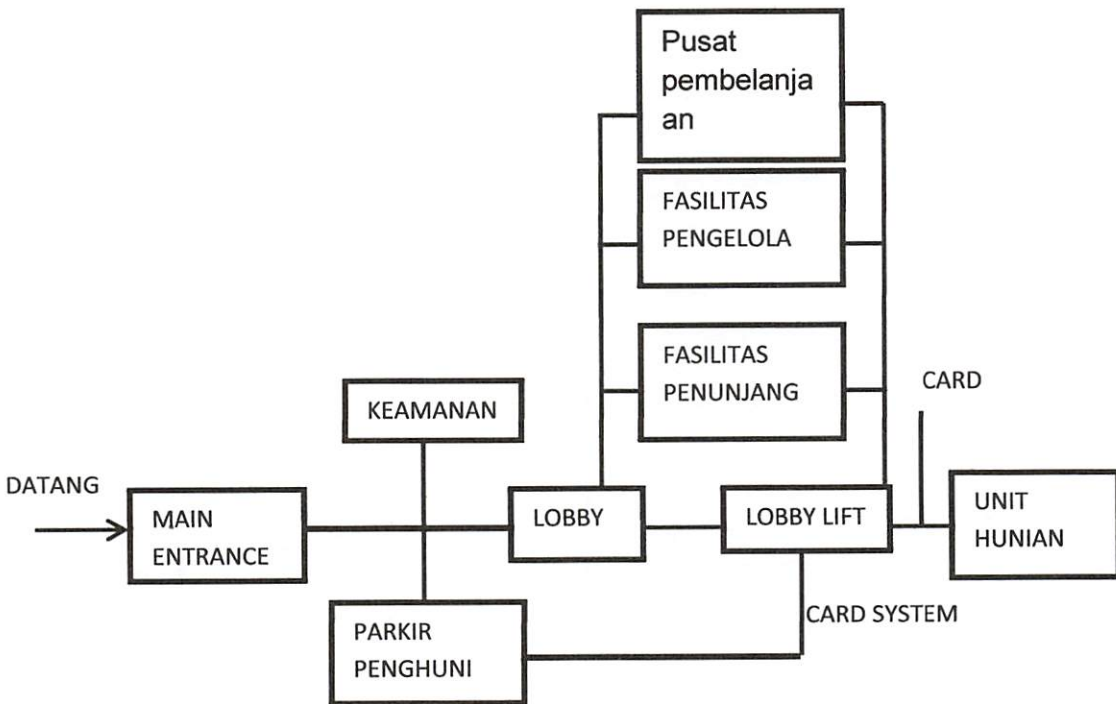 Pusat
pembelanja
an
FASILITAS
PENGELOLA
FASILITAS
PENUNJANG
CARD
KEAMANAN
DATANG
MAIN
ENTRANCE
LOBBY
LOBBY LIFT
UNIT
HUNIAN
PARKIR
PENGHUNI
CARD SYSTEM